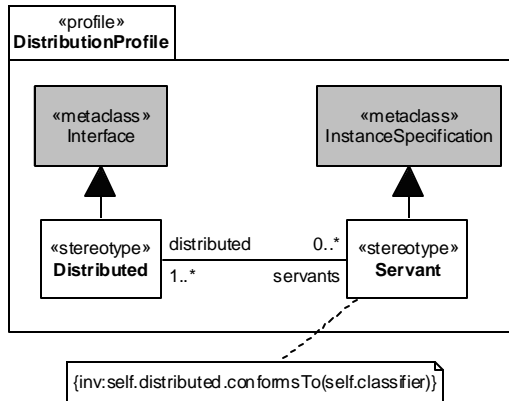 «profile»
DistributionProfile
«metaclass»
Interface
«metaclass»
InstanceSpecification
«stereotype»
Distributed
distributed
0..*
1..*
servants
«stereotype»
Servant
{inv:self.distributed.conformsTo(self.classifier)}